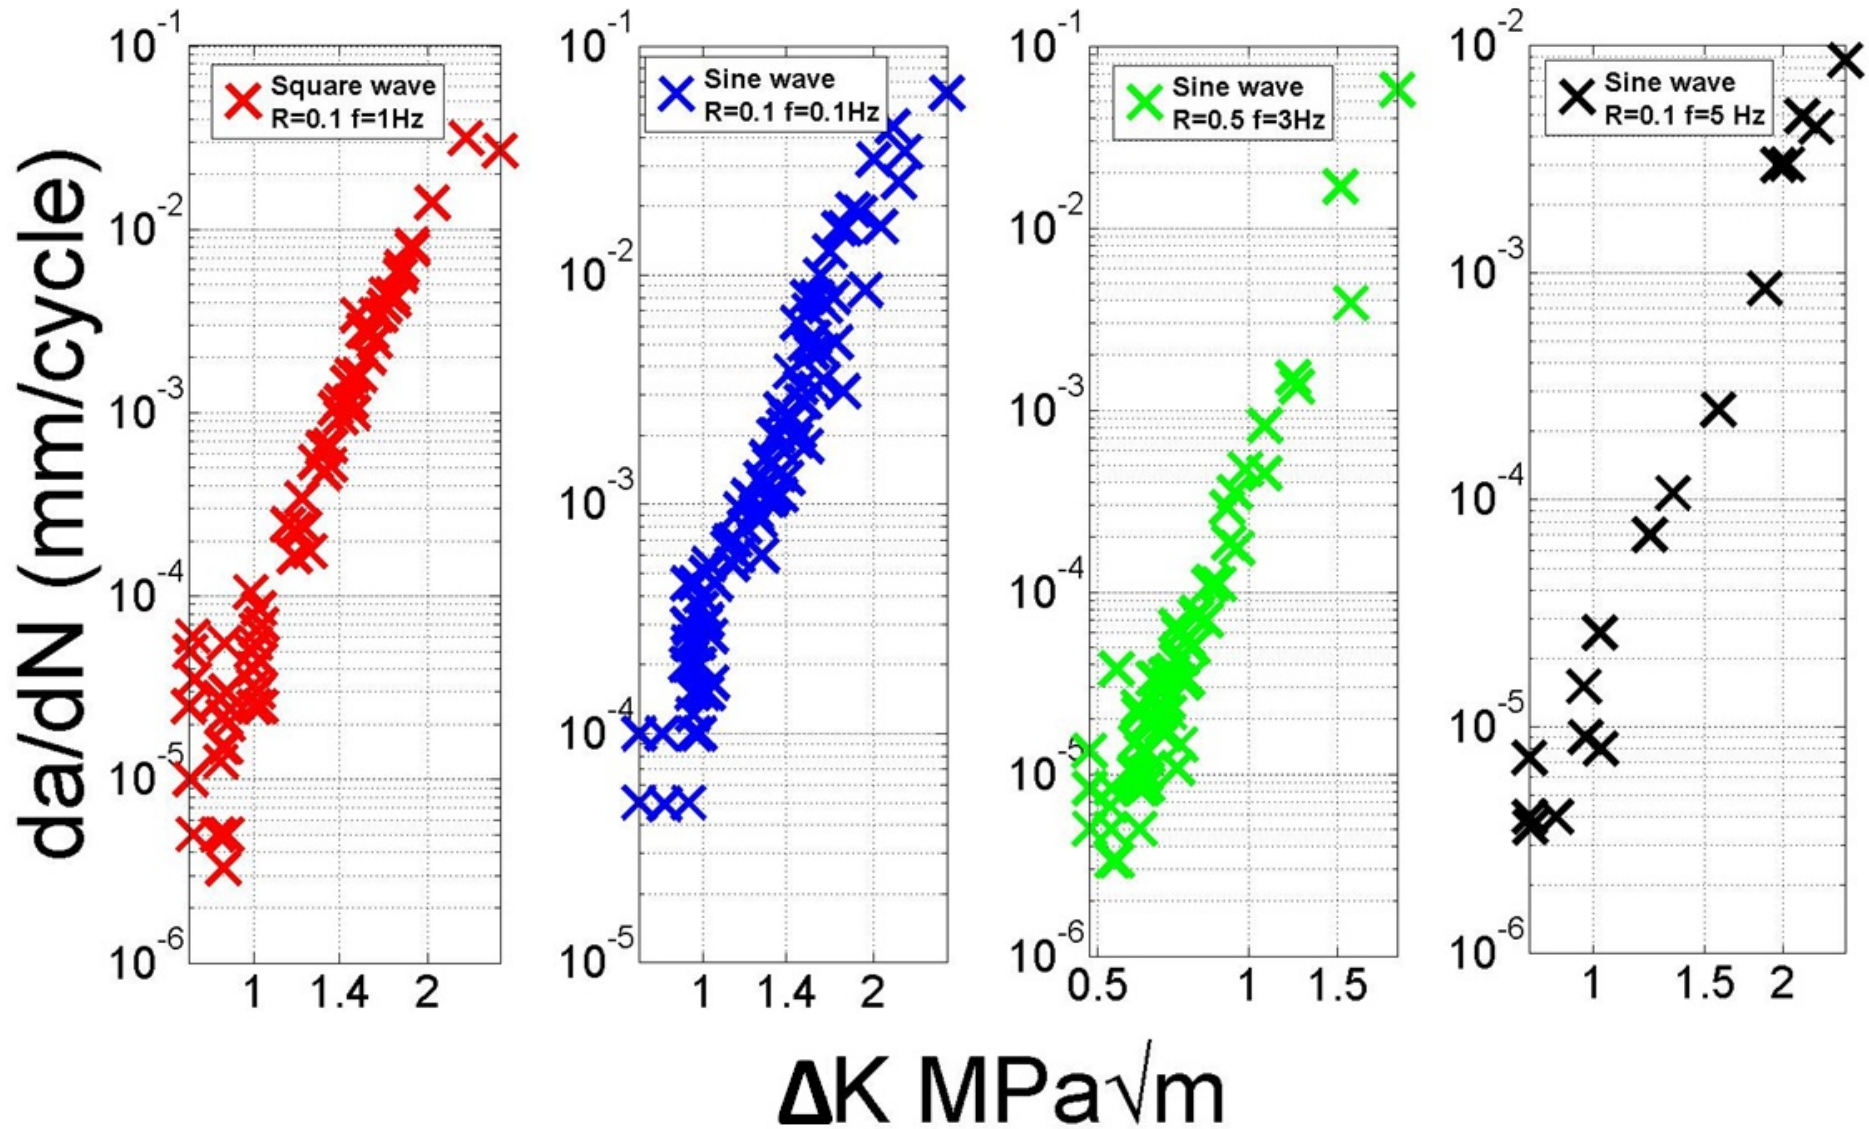 da/dN (mm/cycle)
10^-1
10^-2
10^-3
10^-4
10^-5
10^-6
Square wave
R=0.1 f=1Hz
1 1.4 2
10^-1
10^-2
10^-3
10^-4
10^-5
Sine wave
R=0.1 f=0.1Hz
1 1.4 2
10^-1
10^-2
10^-3
10^-4
10^-5
10^-6
Sine wave
R=0.5 f=3Hz
0.5 1 1.5
10^-2
10^-3
10^-4
10^-5
10^-6
Sine wave
R=0.1 f=5 Hz
1 1.5 2
ΔK MPa√m